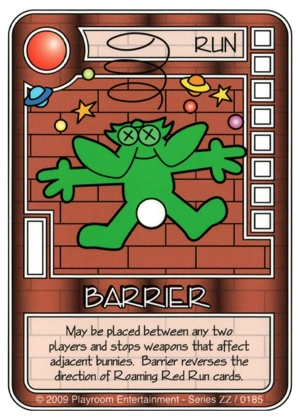 RUN
BARRIER
May be placed between any two
players and stops weapons that affect
adjacent bunnies. Barrier reverses the
direction of Roaming Red Run cards.
© 2009 Playroom Entertainment - Series ZZ / 0185